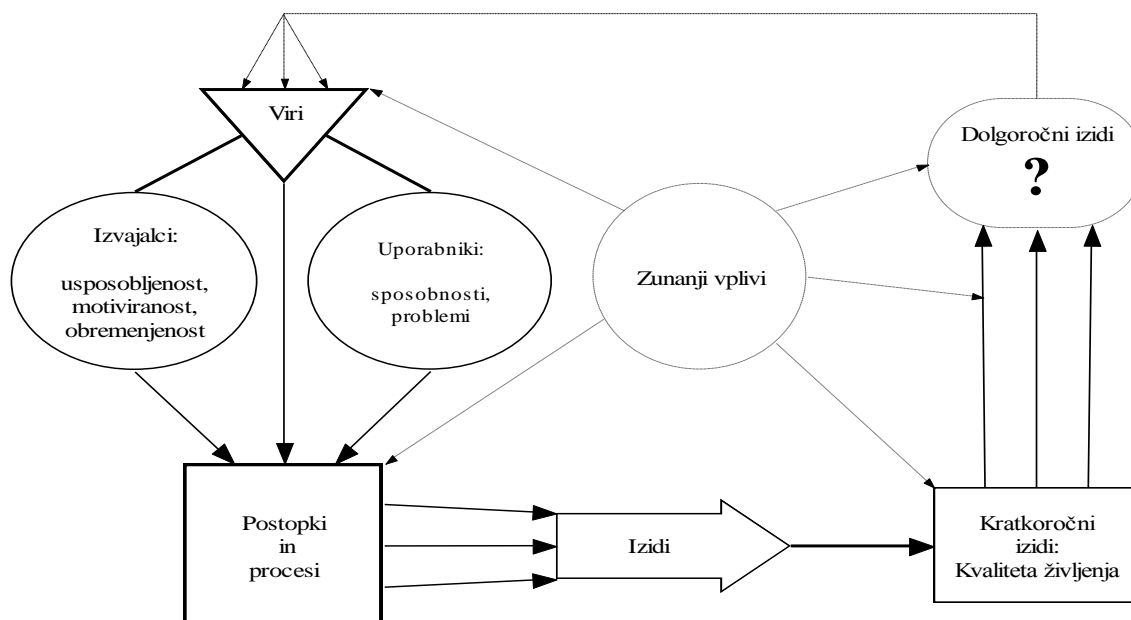 Viri
Dolgoročni izidi
?
Izvajalci:
usposobljenost,
motiviranost,
obremenjenost
Uporabniki:
sposobnosti,
problemi
Zunanji vplivi
Postopki
in
procesi
Izidi
Kratkoročni
izidi:
Kvaliteta življenja